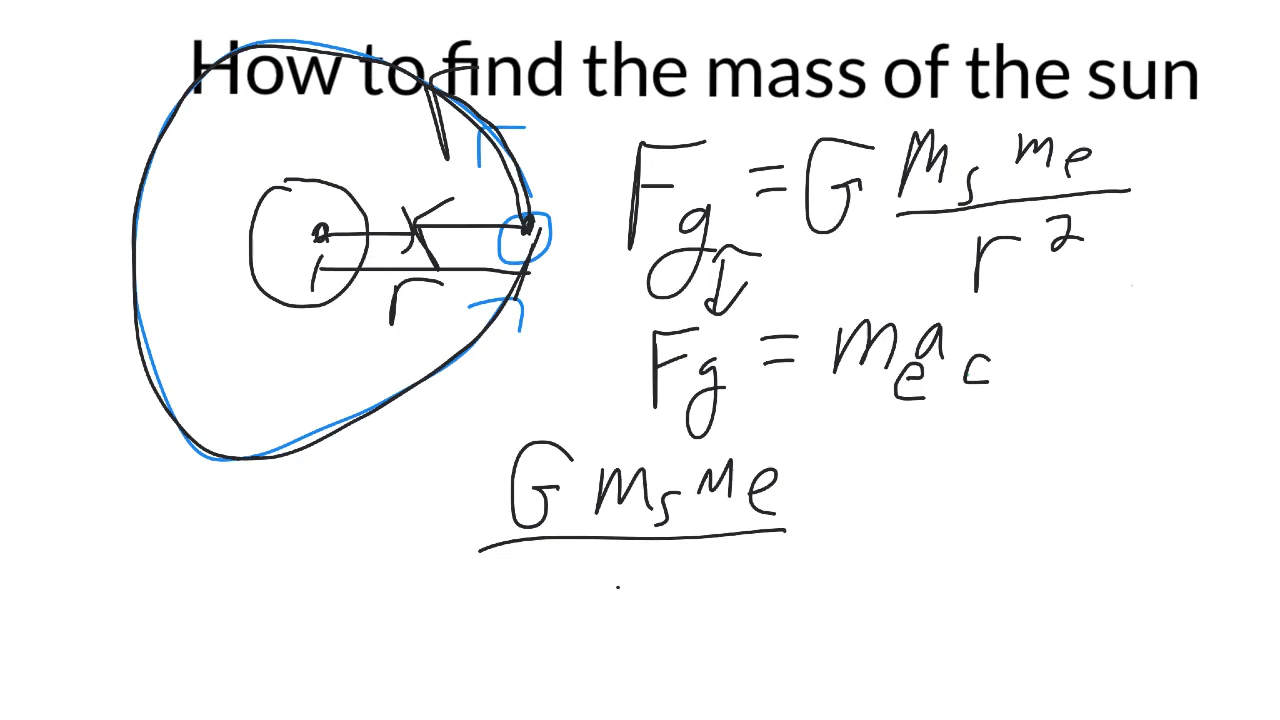 How to find the mass of the sun
Fg = G ms me
r²
r
Fg = me ac
G ms me